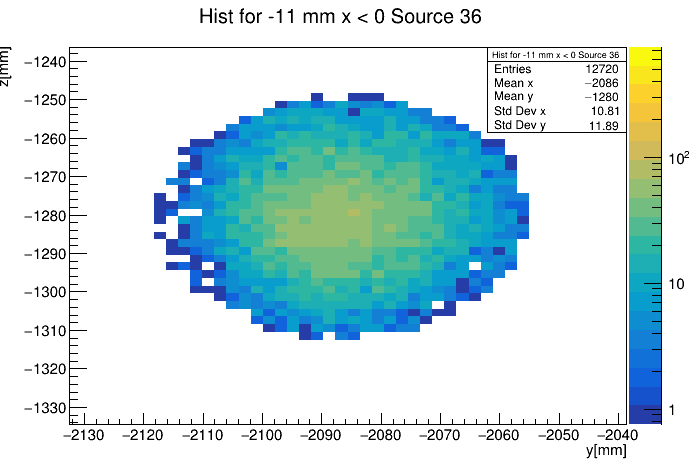 Hist for -11 mm x < 0 Source 36
z[mm]
Hist for -11 mm x < 0 Source 36
Entries 12720
Mean x −2086
Mean y −1280
Std Dev x 10.81
Std Dev y 11.89
−1240
−1250
−1260
−1270
−1280
−1290
−1300
−1310
−1320
−1330
10²
10
1
−2130 −2120 −2110 −2100 −2090 −2080 −2070 −2060 −2050 −2040
y[mm]